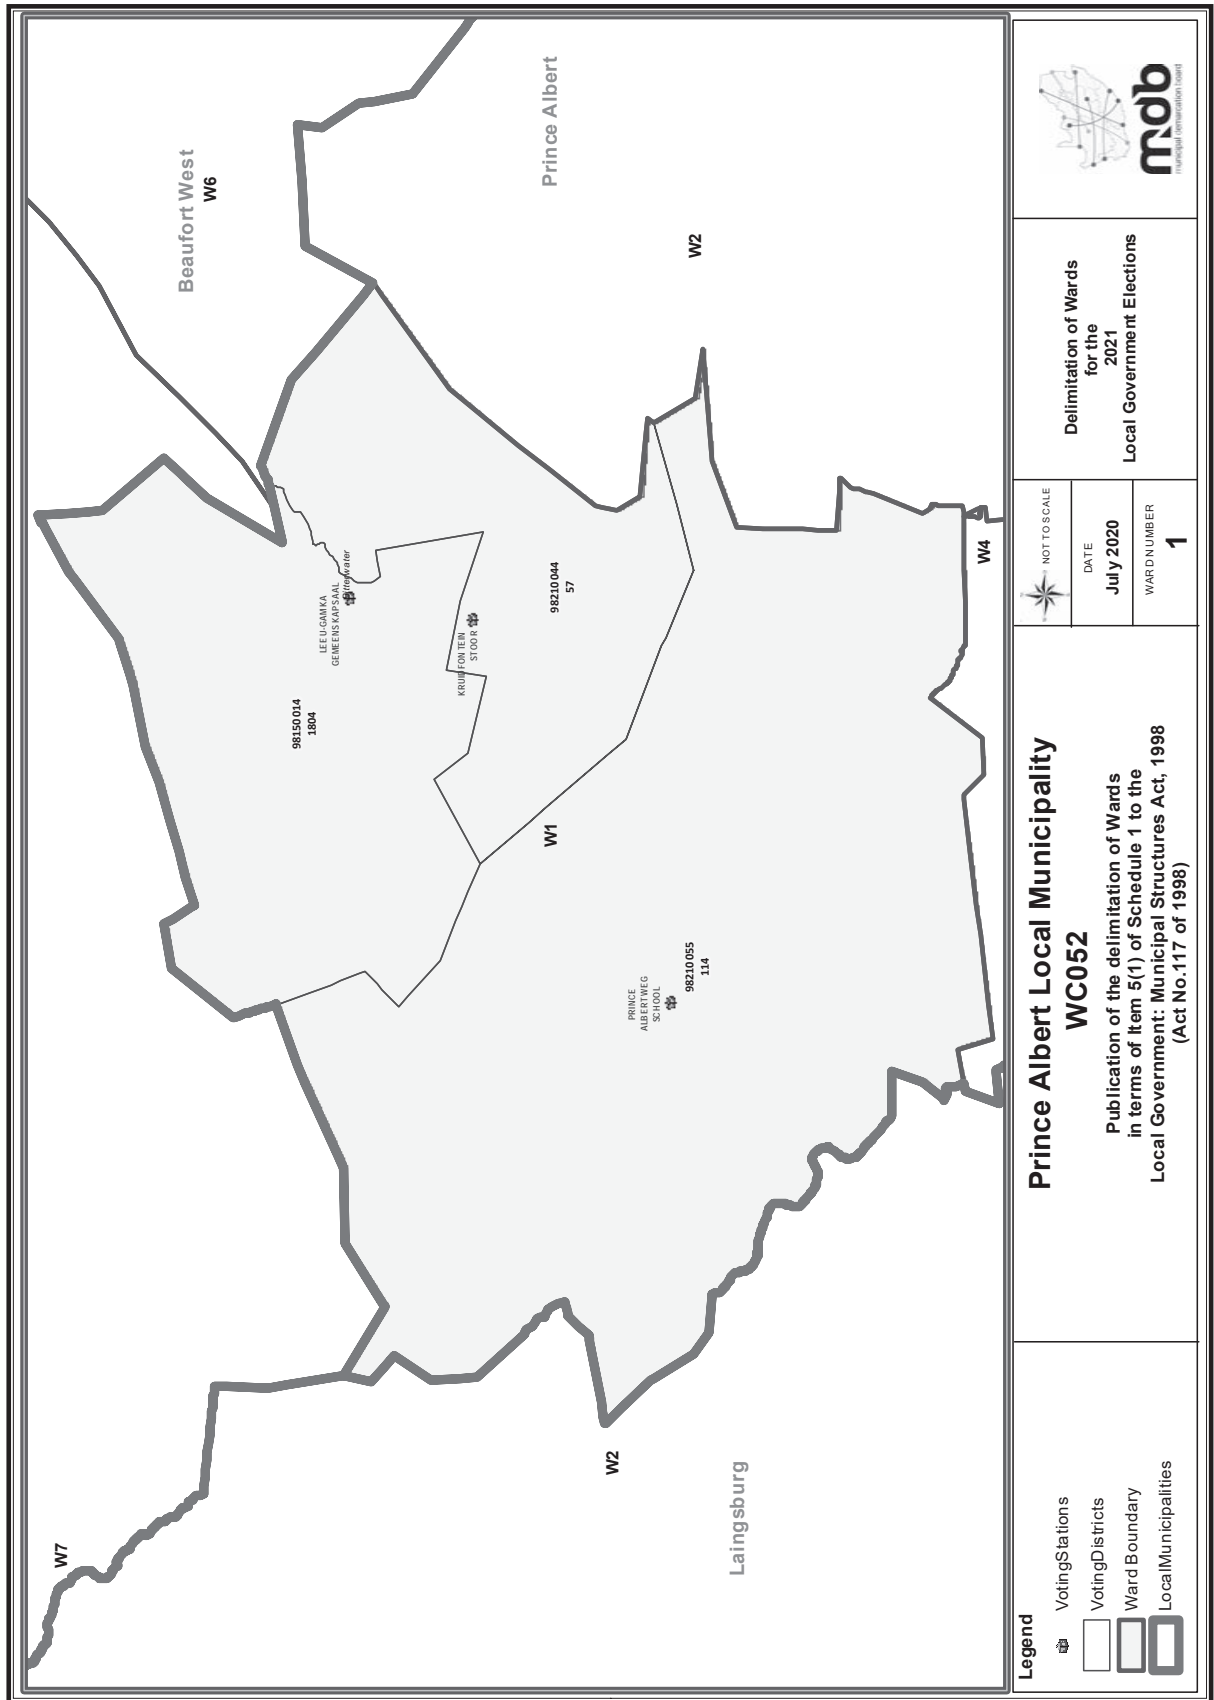 W7
Beaufort West
W6
Prince Albert
W2
LEEU-GAMKA
GEMEENSKAPSAAL
98150014
1804
KRUIDFONTEIN
STOOR
98210044
57
W1
PRINCE
ALBERTWEG
SCHOOL
98210055
114
W4
W2
Laingsburg
Legend
VotingStations
VotingDistricts
Ward Boundary
LocalMunicipalities
Prince Albert Local Municipality
WC052
Publication of the delimitation of Wards
in terms of Item 5(1) of Schedule 1 to the
Local Government: Municipal Structures Act, 1998
(Act No.117 of 1998)
NOT TO SCALE
DATE
July 2020
WARD NUMBER
1
Delimitation of Wards
for the
2021
Local Government Elections
mdb
municipal demarcation board